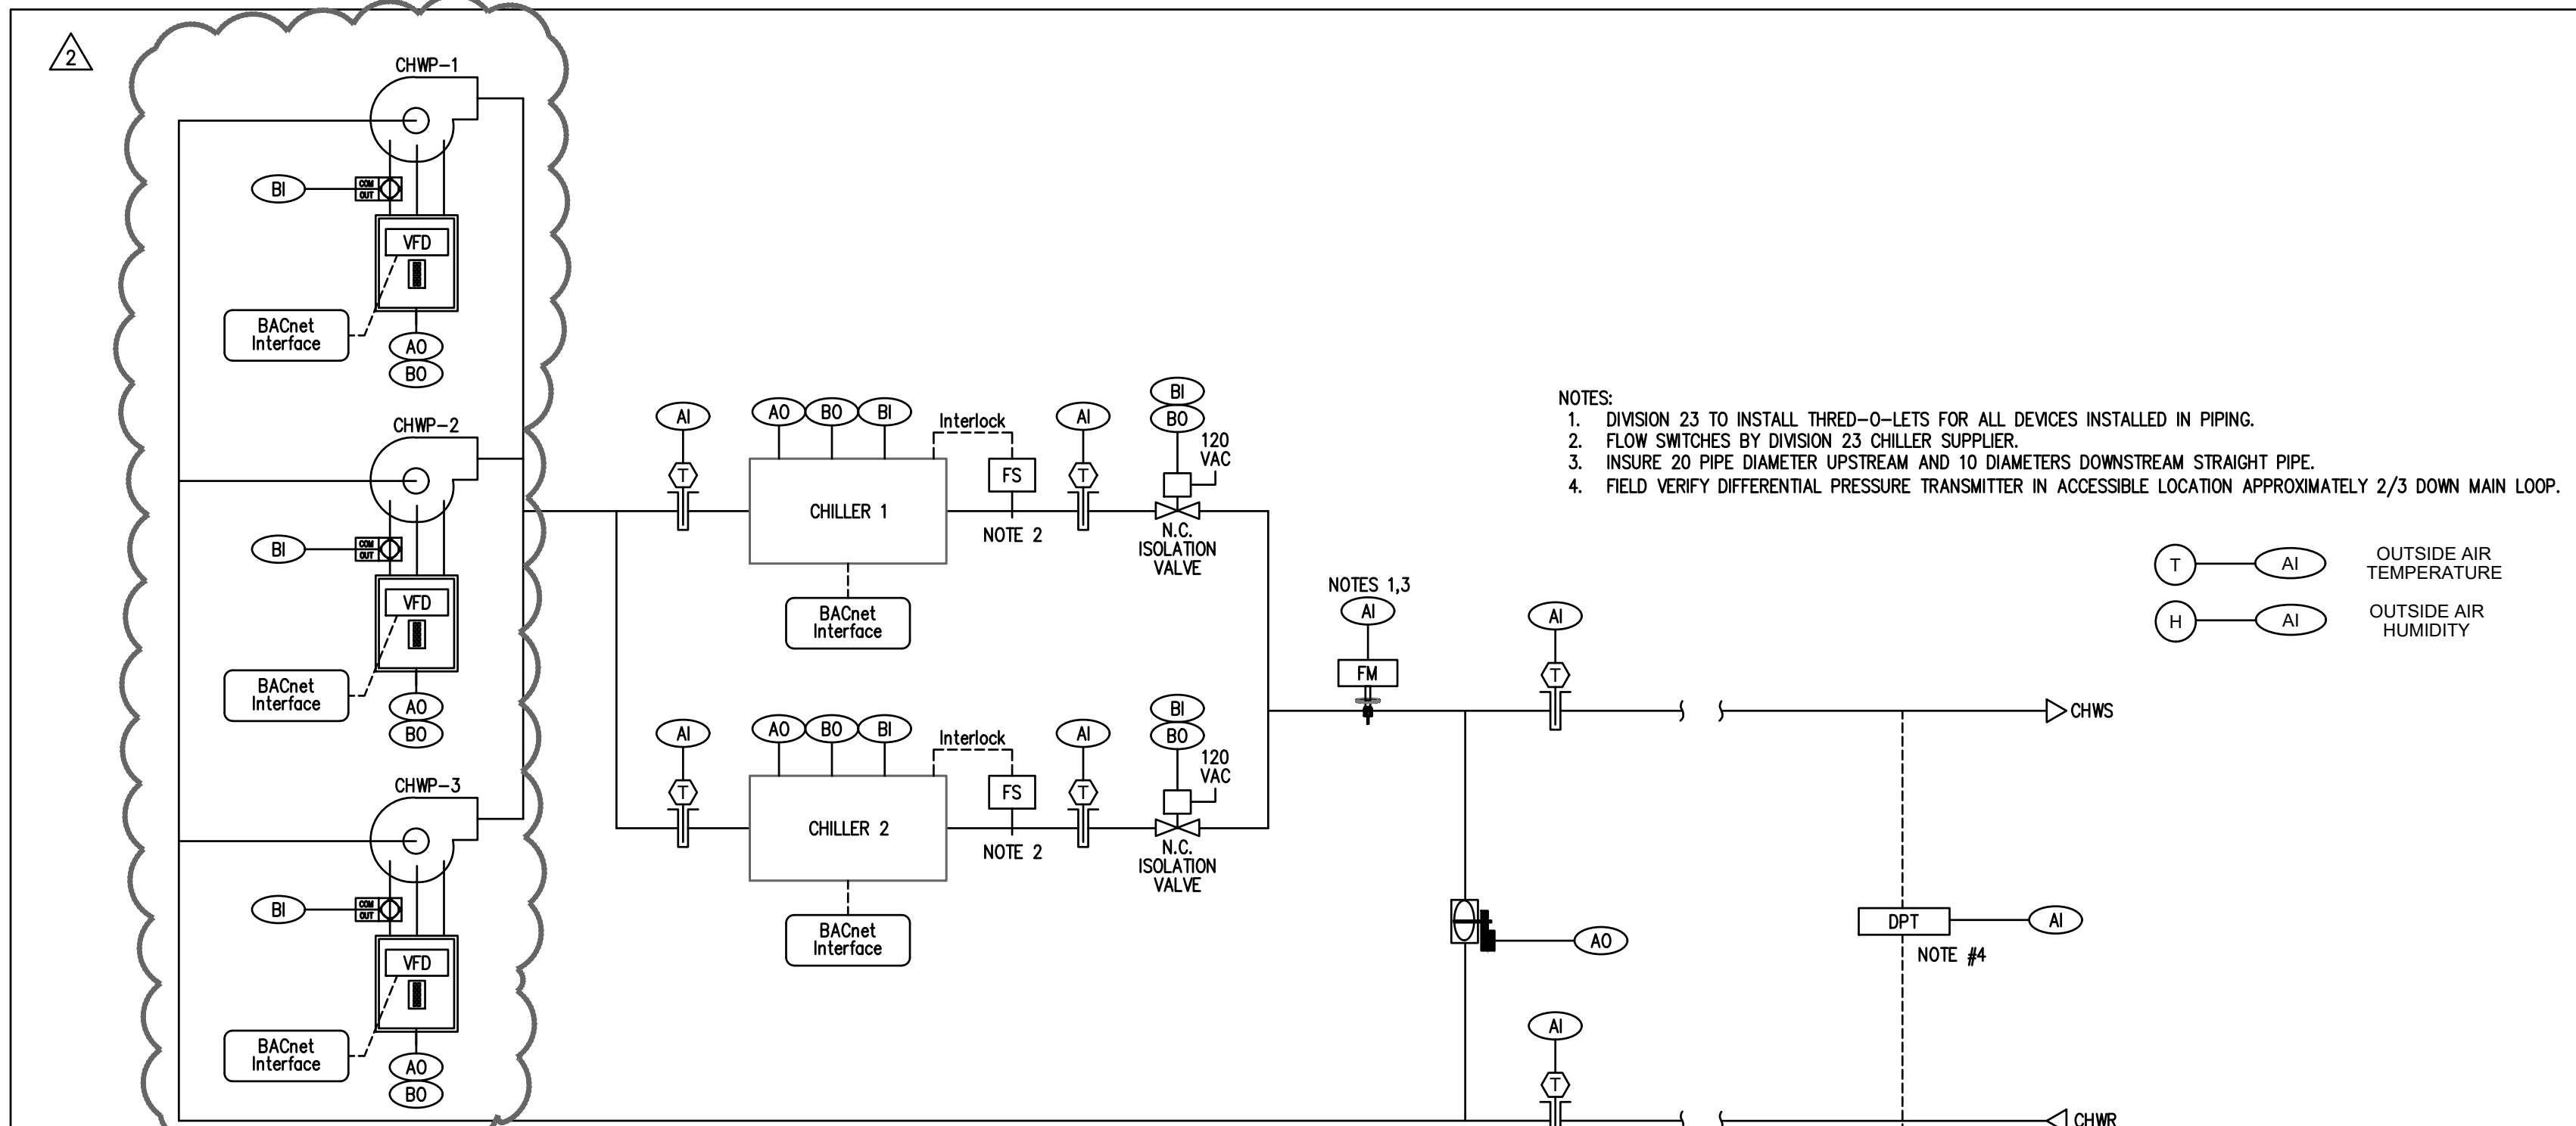 2
CHWP-1
BI
COM
OUT
VFD
BACnet
Interface
AO
BO
CHWP-2
BI
COM
OUT
VFD
BACnet
Interface
AO
BO
CHWP-3
BI
COM
OUT
VFD
BACnet
Interface
AO
BO
AI
T
AO BO BI
Interlock
CHILLER 1
FS
NOTE 2
BACnet
Interface
AI
T
BI
BO
120
VAC
N.C.
ISOLATION
VALVE
AI
T
AO BO BI
Interlock
CHILLER 2
FS
NOTE 2
BACnet
Interface
AI
T
BI
BO
120
VAC
N.C.
ISOLATION
VALVE
NOTES 1,3
AI
FM
AI
T
CHWS
AO
DPT
AI
NOTE #4
AI
T
CHWR
NOTES:
1. DIVISION 23 TO INSTALL THRED-O-LETS FOR ALL DEVICES INSTALLED IN PIPING.
2. FLOW SWITCHES BY DIVISION 23 CHILLER SUPPLIER.
3. INSURE 20 PIPE DIAMETER UPSTREAM AND 10 DIAMETERS DOWNSTREAM STRAIGHT PIPE.
4. FIELD VERIFY DIFFERENTIAL PRESSURE TRANSMITTER IN ACCESSIBLE LOCATION APPROXIMATELY 2/3 DOWN MAIN LOOP.
T AI OUTSIDE AIR
TEMPERATURE
H AI OUTSIDE AIR
HUMIDITY